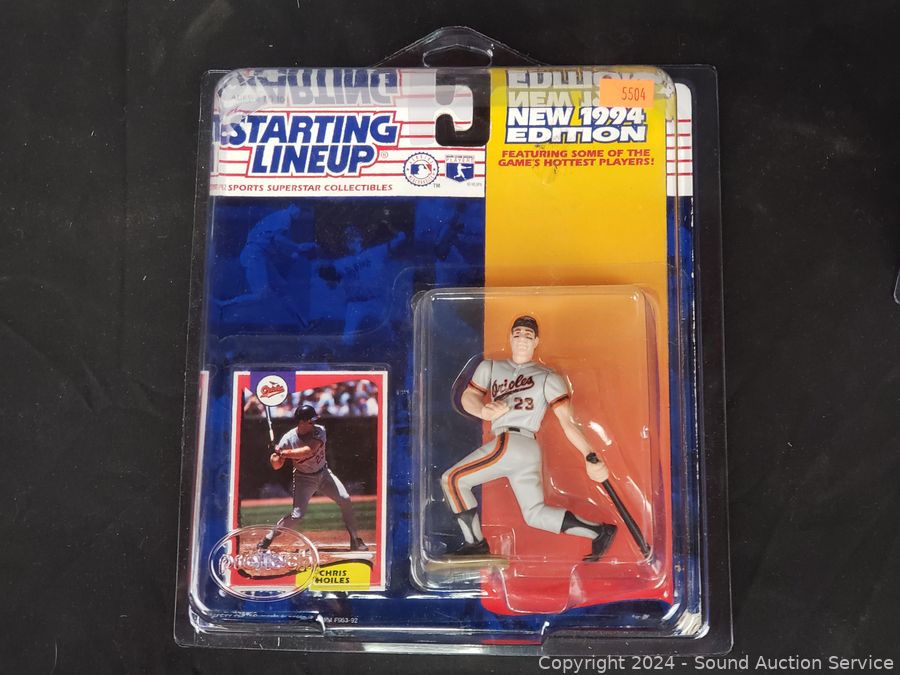 5504
STARTING
LINEUP®
SPORTS SUPERSTAR COLLECTIBLES
TM
NEW 1994
EDITION
FEATURING SOME OF THE
GAME'S HOTTEST PLAYERS!
Orioles
23
CHRIS
HOILES
Copyright 2024 - Sound Auction Service